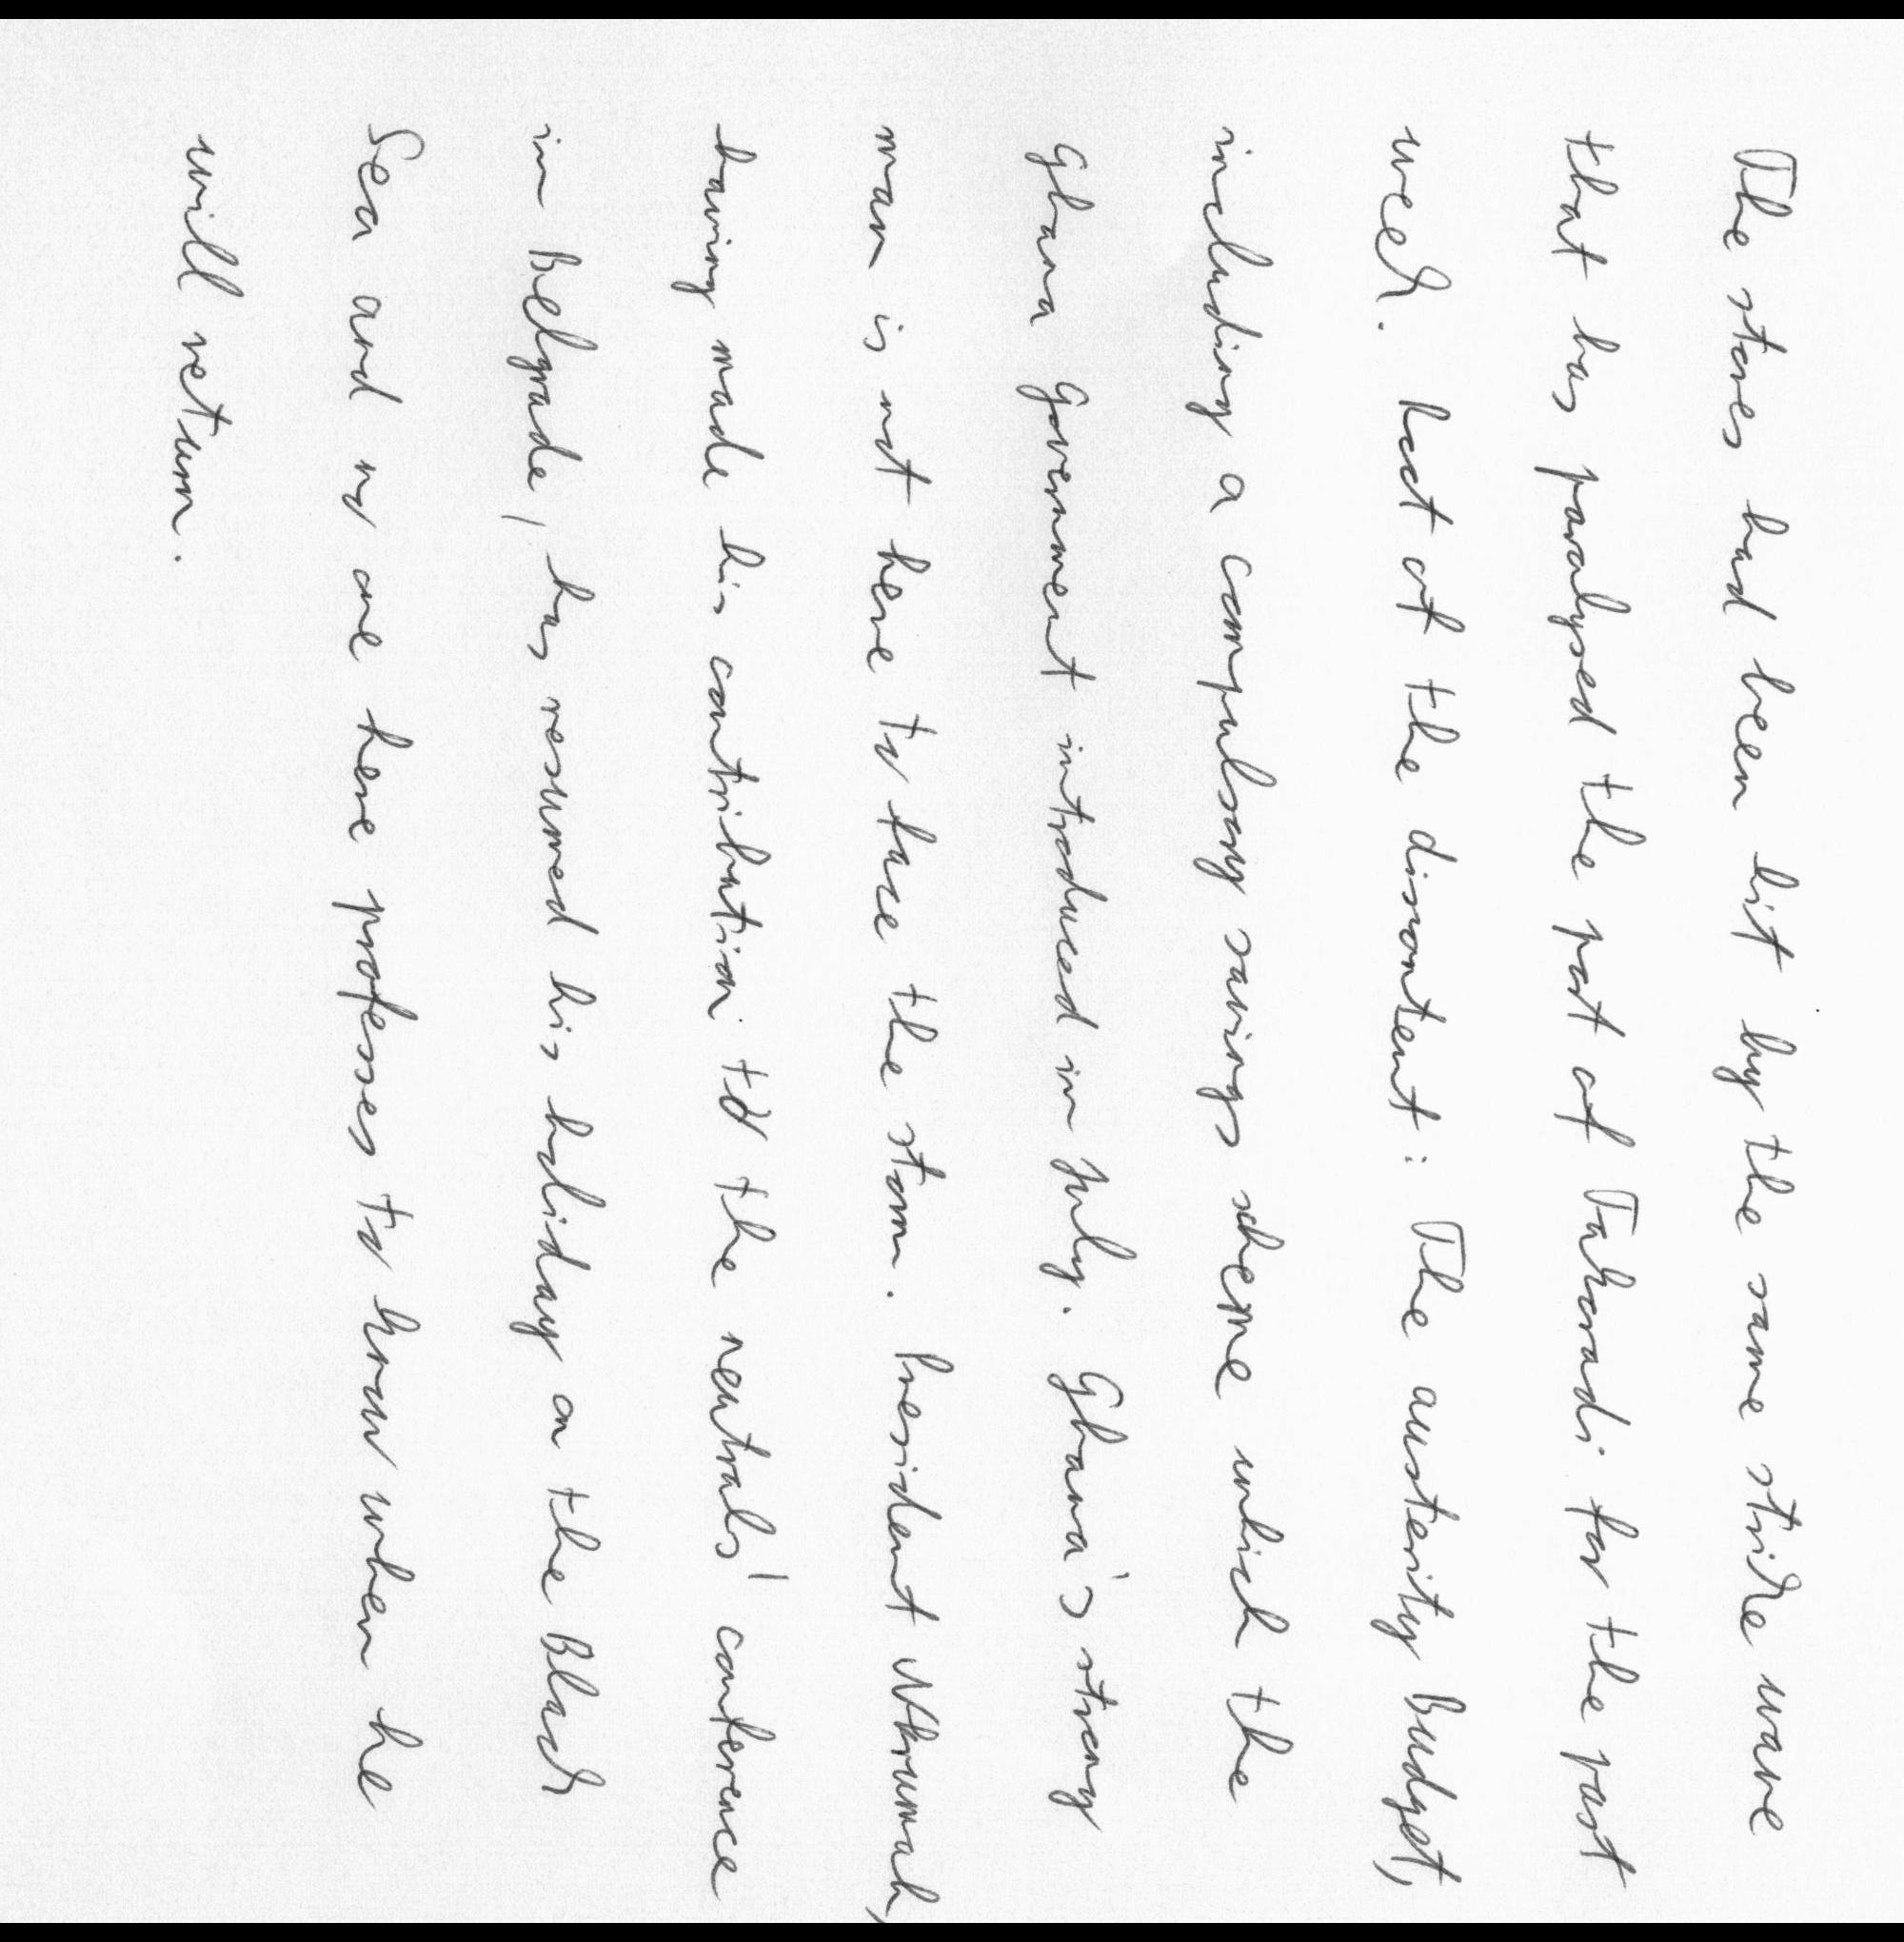 The stores had been hit by the same strike wave
that has paralysed the port of Takoradi for the past
week. Root of the discontent: The austerity Budget,
including a compulsory savings scheme which the
Ghana Government introduced in July. Ghana's strong
man is not here to face the storm. President Nkrumah,
having made his contribution to the neutrals' conference
in Belgrade, has resumed his holiday on the Black
Sea and no one here professes to know when he
will return.